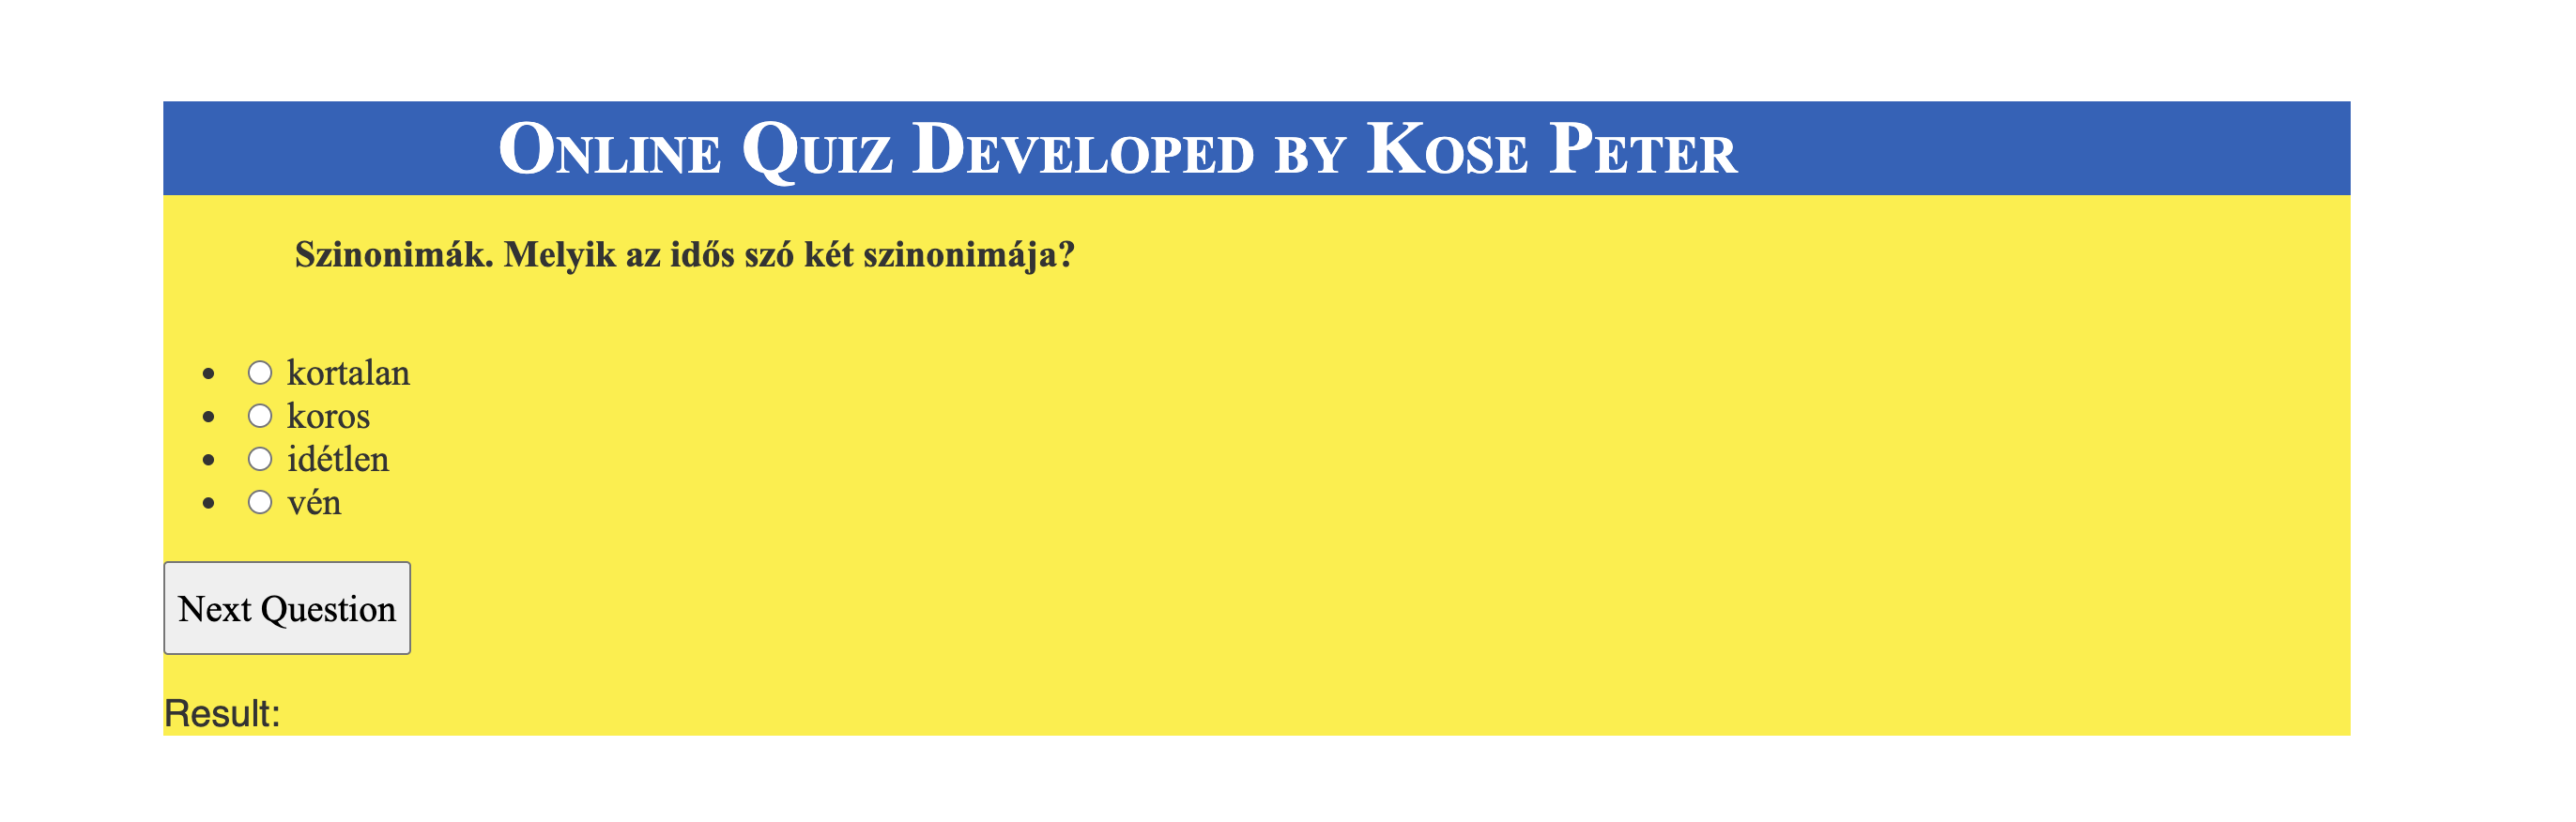 Online Quiz Developed by Kose Peter
Szinonimák. Melyik az idős szó két szinonimája?
kortalan
koros
idétlen
vén
Next Question
Result: